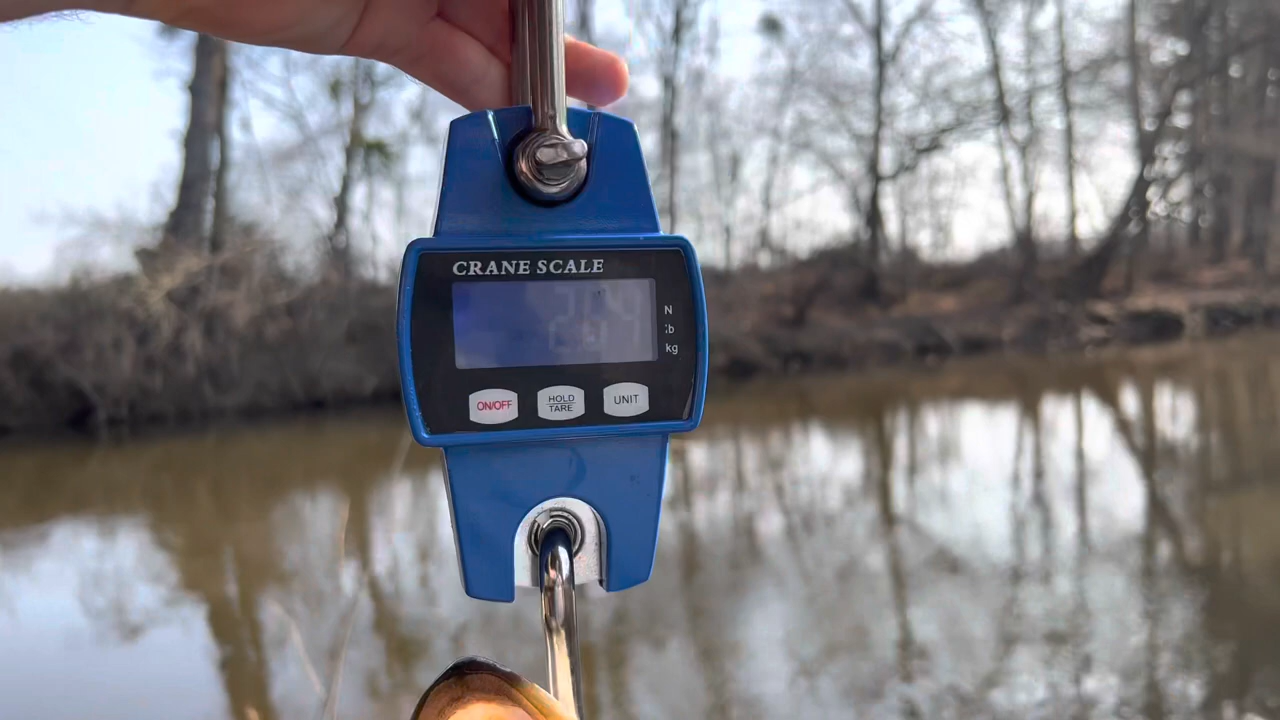 CRANE SCALE
N
lb
kg
ON/OFF
HOLD
TARE
UNIT